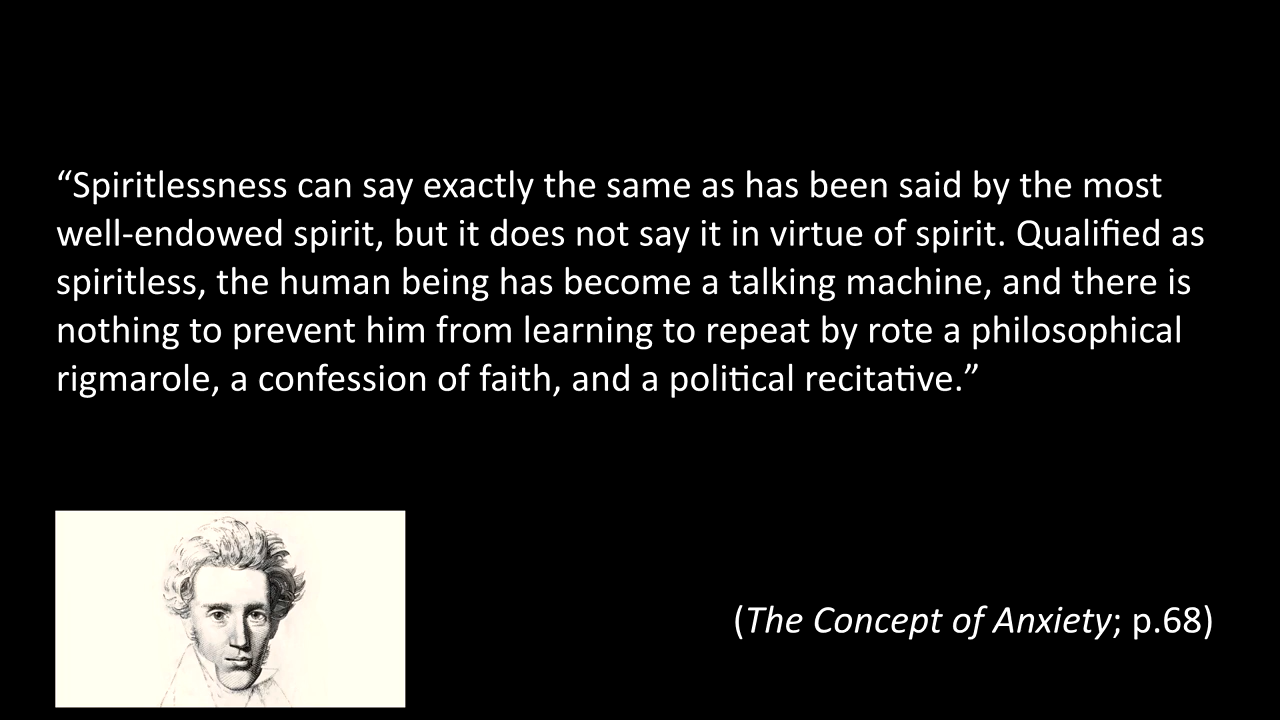 “Spiritlessness can say exactly the same as has been said by the most
well-endowed spirit, but it does not say it in virtue of spirit. Qualified as
spiritless, the human being has become a talking machine, and there is
nothing to prevent him from learning to repeat by rote a philosophical
rigmarole, a confession of faith, and a political recitative.”
(The Concept of Anxiety; p.68)